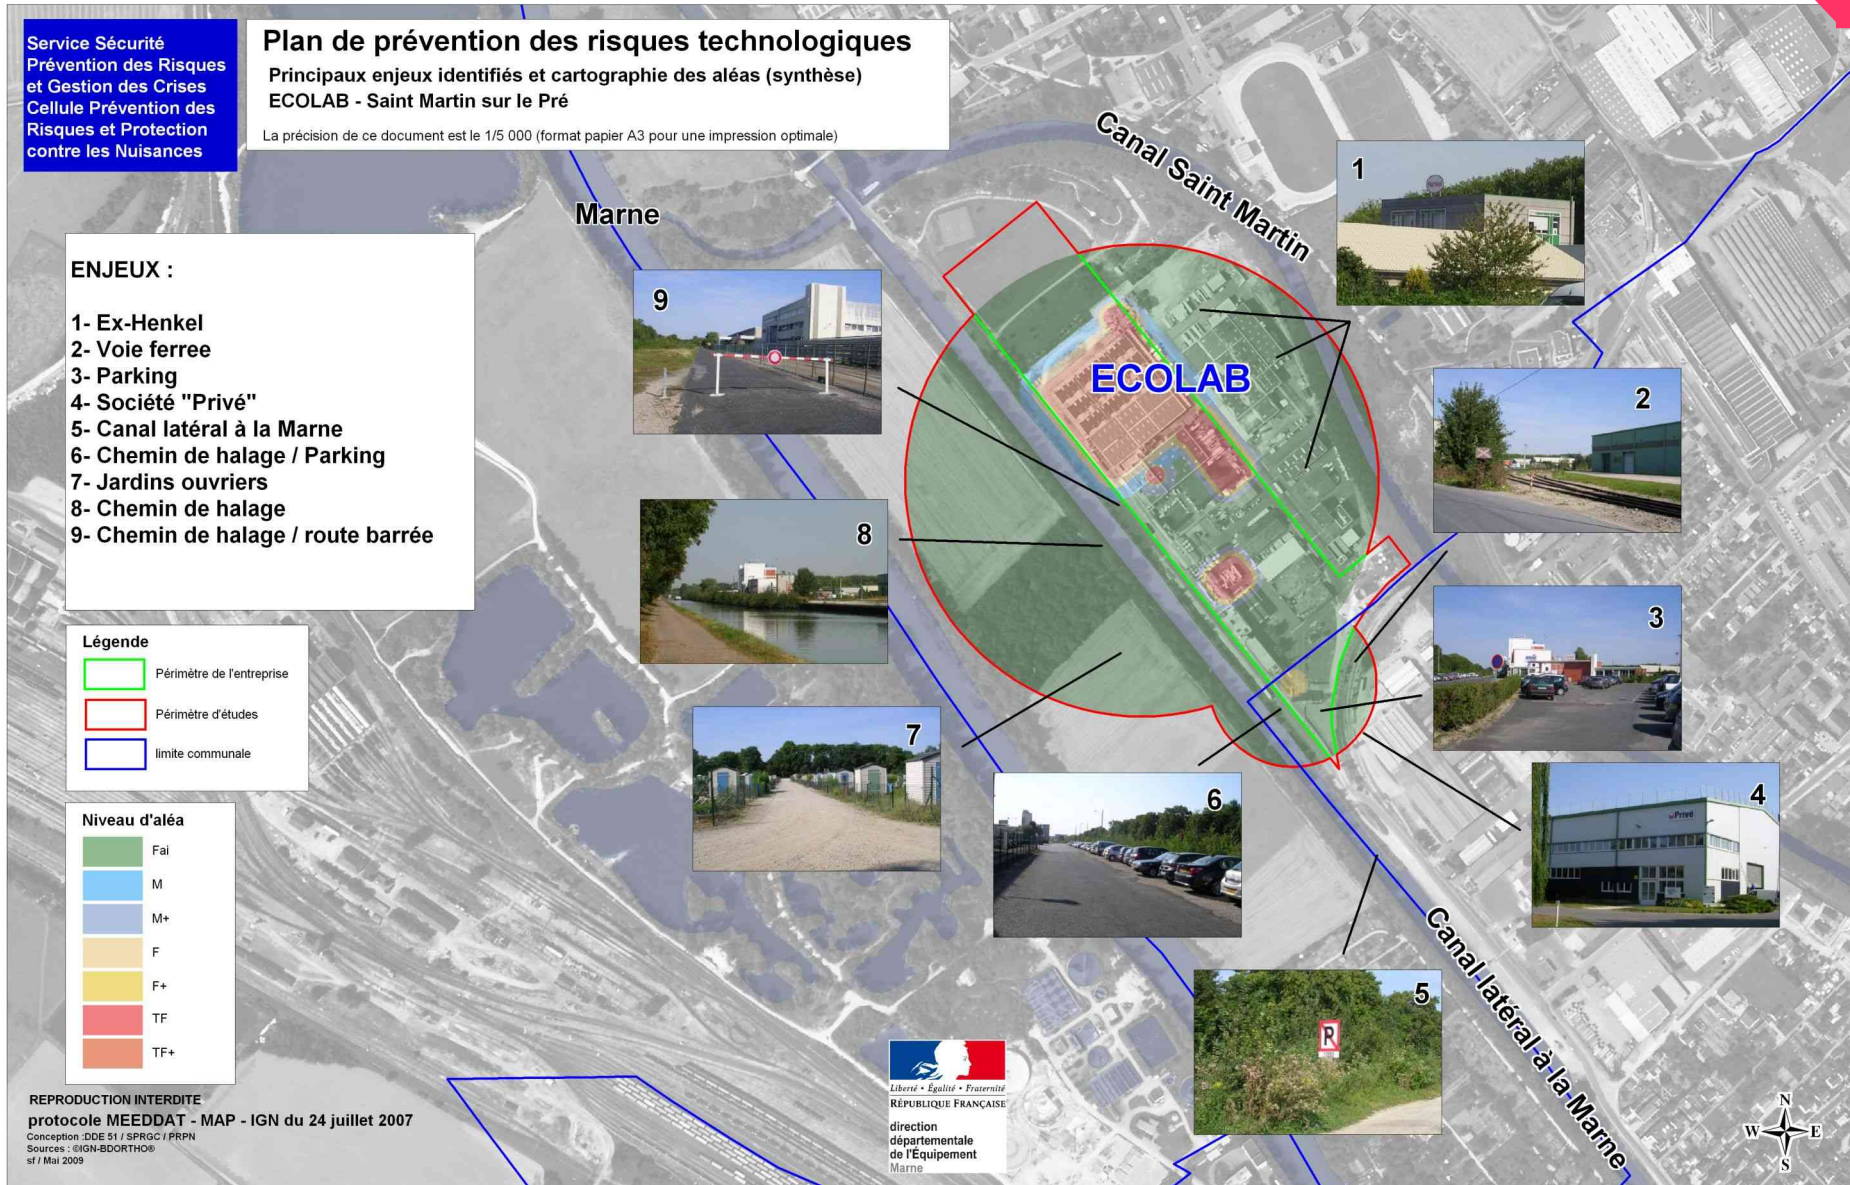 Service Sécurité
Prévention des Risques
et Gestion des Crises
Cellule Prévention des
Risques et Protection
contre les Nuisances
Plan de prévention des risques technologiques
Principaux enjeux identifiés et cartographie des aléas (synthèse)
ECOLAB - Saint Martin sur le Pré
La précision de ce document est le 1/5 000 (format papier A3 pour une impression optimale)
Marne
Canal Saint Martin
ECOLAB
Canal latéral à la Marne
1
2
3
4
Privé
5
P
6
7
8
9
ENJEUX :
1- Ex-Henkel
2- Voie ferree
3- Parking
4- Société "Privé"
5- Canal latéral à la Marne
6- Chemin de halage / Parking
7- Jardins ouvriers
8- Chemin de halage
9- Chemin de halage / route barrée
Légende
Périmètre de l'entreprise
Périmètre d'études
limite communale
Niveau d'aléa
Fai
M
M+
F
F+
TF
TF+
REPRODUCTION INTERDITE
protocole MEEDDAT - MAP - IGN du 24 juillet 2007
Conception :DDE 51 / SPRGC / PRPN
Sources : ©IGN-BDORTHO®
sf / Mai 2009
Liberté • Égalité • Fraternité
RÉPUBLIQUE FRANÇAISE
direction
départementale
de l'Équipement
Marne
N
W E
S